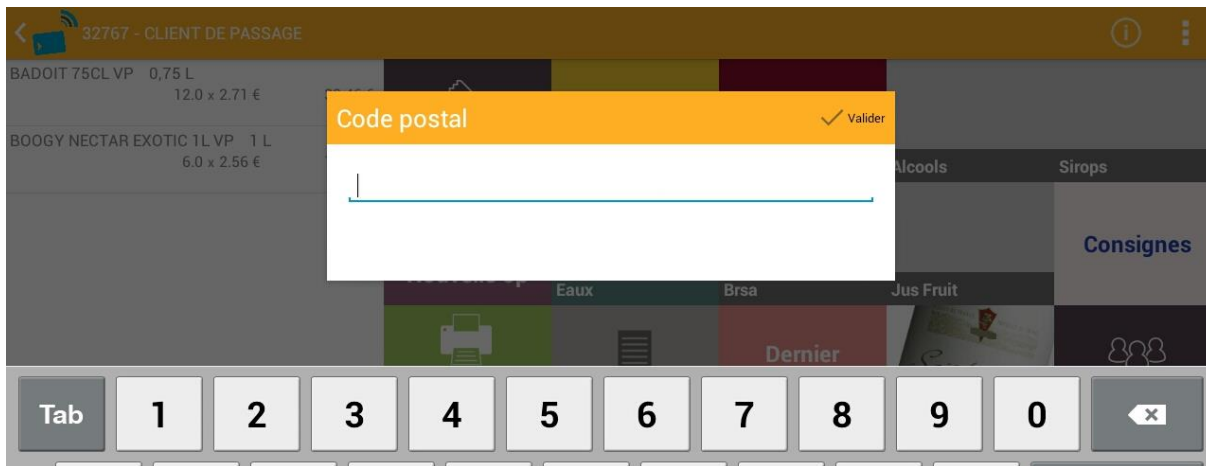 32767 - CLIENT DE PASSAGE
BADOIT 75CL VP 0,75 L
12.0 x 2.71 €
BOOGY NECTAR EXOTIC 1L VP 1 L
6.0 x 2.56 €
Code postal
Valider
Alcools
Sirops
Consignes
Eaux
Brsa
Jus Fruit
Dernier
Tab
1 2 3 4 5 6 7 8 9 0